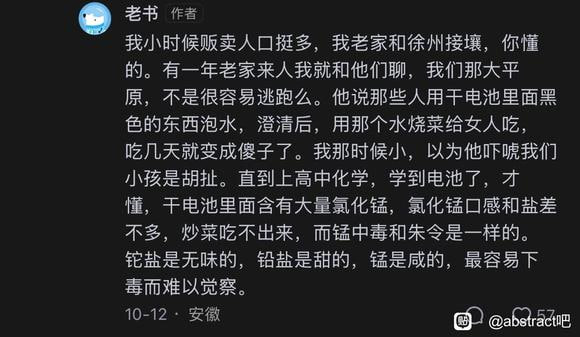 老书 作者
我小时候贩卖人口挺多，我老家和徐州接壤，你懂
的。有一年老家来人我就和他们聊，我们那大平
原，不是很容易逃跑么。他说那些人用干电池里面黑
色的东西泡水，澄清后，用那个水烧菜给女人吃，
吃几天就变成傻子了。我那时候小，以为他吓唬我们
小孩是胡扯。直到上高中化学，学到电池了，才
懂，干电池里面含有大量氯化锰，氯化锰口感和盐差
不多，炒菜吃不出来，而锰中毒和朱令是一样的。
铊盐是无味的，铅盐是甜的，锰是咸的，最容易下
毒而难以觉察。
10-12 · 安徽
57
贴 @abstract吧